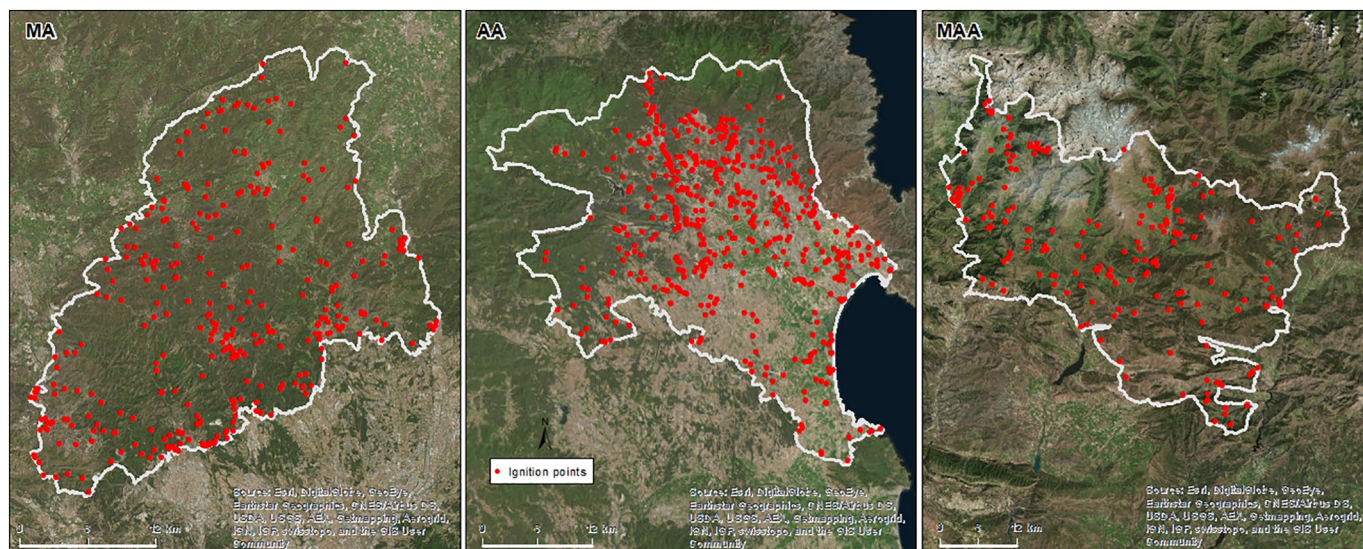 MA
AA
MAA
N
Ignition points
Source: Esri, DigitalGlobe, GeoEye,
Earthstar Geographics, CNES/Airbus DS,
USDA, USGS, AEX, Getmapping, Aerogrid,
IGN, IGP, swisstopo, and the GIS User
Community
0 5 12 Km
Source: Esri, DigitalGlobe, GeoEye,
Earthstar Geographics, CNES/Airbus DS,
USDA, USGS, AEX, Getmapping, Aerogrid,
IGN, IGP, swisstopo, and the GIS User
Community
0 5 12 Km
Source: Esri, DigitalGlobe, GeoEye,
Earthstar Geographics, CNES/Airbus DS,
USDA, USGS, AEX, Getmapping, Aerogrid,
IGN, IGP, swisstopo, and the GIS User
Community
0 5 12 Km